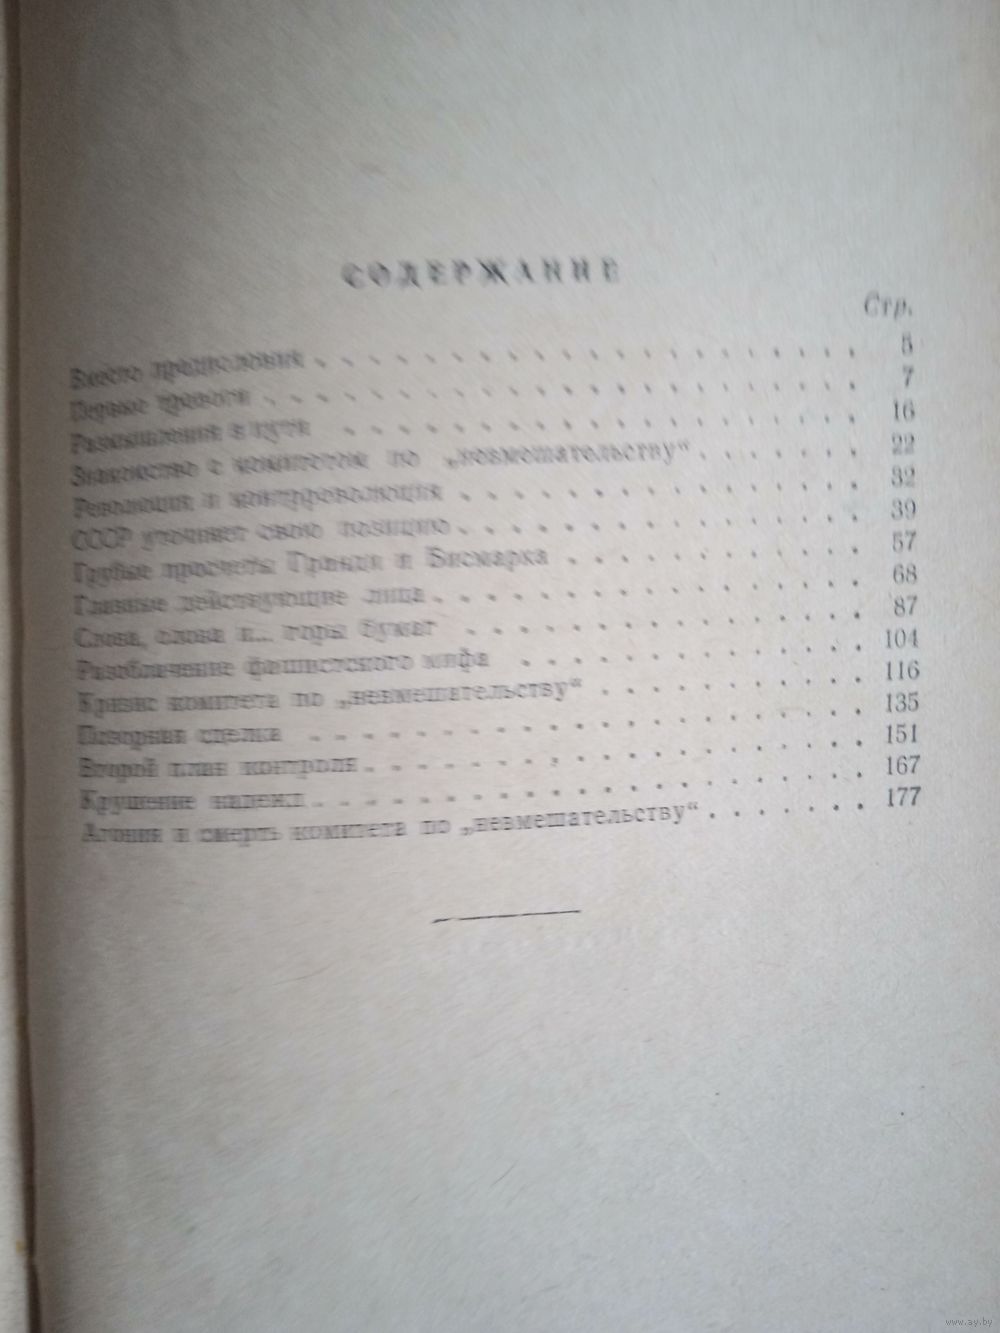 СОДЕРЖАНИЕ
Стр.
Вместо предисловия . . . . . . . . . . . . . . . . . . . . 5
Первые тревоги . . . . . . . . . . . . . . . . . . . . . . 7
Размышления в пути . . . . . . . . . . . . . . . . . . . . 16
Знакомство с комитетом по „невмешательству“ . . . . . . . 22
Революция и контрреволюция . . . . . . . . . . . . . . . 32
СССР уточняет свою позицию . . . . . . . . . . . . . . . 39
Грубые просчеты Гранди и Бисмарка . . . . . . . . . . . 57
Главные действующие лица . . . . . . . . . . . . . . . . 68
Слова, слова и... горы бумаг . . . . . . . . . . . . . . . 87
Разоблачение фашистского мифа . . . . . . . . . . . . . 104
Кризис комитета по „невмешательству“ . . . . . . . . . . 116
Позорная сделка . . . . . . . . . . . . . . . . . . . . . 135
Второй план контроля . . . . . . . . . . . . . . . . . . . 151
Крушение надежд . . . . . . . . . . . . . . . . . . . . . 167
Агония и смерть комитета по „невмешательству“ . . . . . . . 177
www.ay.by